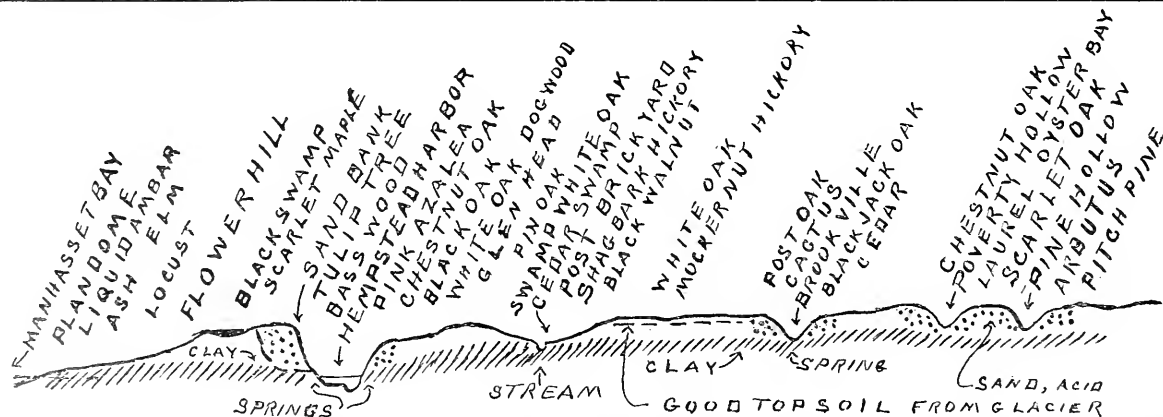 MANHASSET BAY
PLANDOME
LIQUIDAMBAR
ASH ELM
LOCUST
FLOWER HILL
BLACK SWAMP
SCARLET MAPLE
SAND BANK
TULIP TREE
BASS WOOD
HEMPSTEAD HARBOR
PINK AZALEA
CHESTNUT OAK
BLACK OAK
WHITE OAK DOGWOOD
GLEN HEAD
SWAMP WHITE OAK
PIN OAK
CEDAR SWAMP
POST BRICK YARD
SHAGBARK HICKORY
BLACK WALNUT
WHITE OAK
MUCKERNUT HICKORY
POST OAK
CACTUS
BROOKVILLE
BLACKJACK OAK
CEDAR
CHESTNUT OAK
POVERTY HOLLOW
LAUREL OYSTER BAY
SCARLET OAK
PINE HOLLOW
ARBUTUS
PITCH PINE
CLAY
SPRINGS
STREAM
CLAY
SPRING
GOOD TOPSOIL FROM GLACIER
SAND, ACID